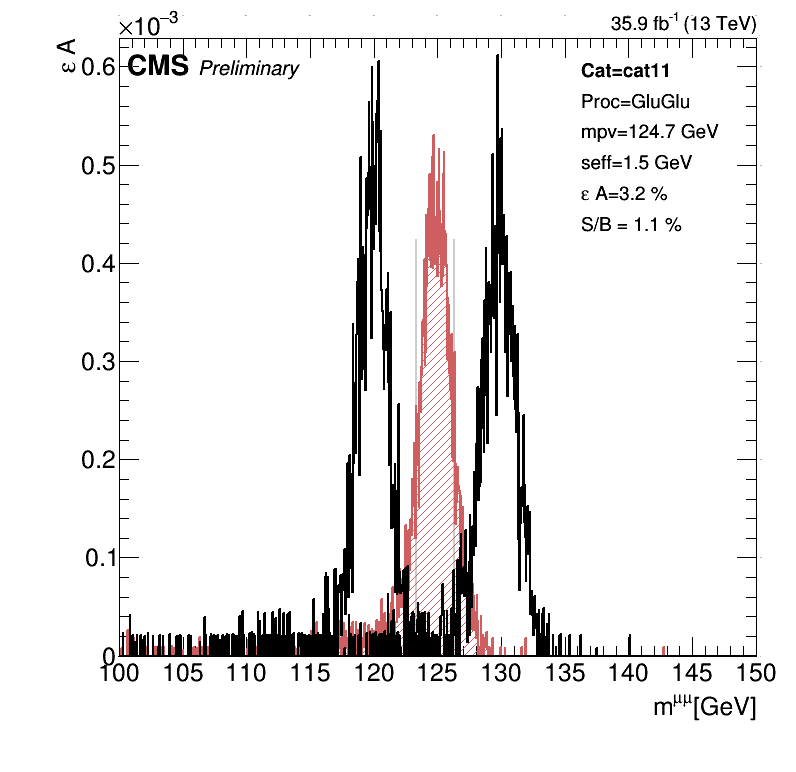 ×10⁻³
35.9 fb⁻¹ (13 TeV)
ε A
CMS Preliminary
Cat=cat11
Proc=GluGlu
mpv=124.7 GeV
seff=1.5 GeV
ε A=3.2 %
S/B = 1.1 %
0.6
0.5
0.4
0.3
0.2
0.1
0
100 105 110 115 120 125 130 135 140 145 150
m^μμ[GeV]